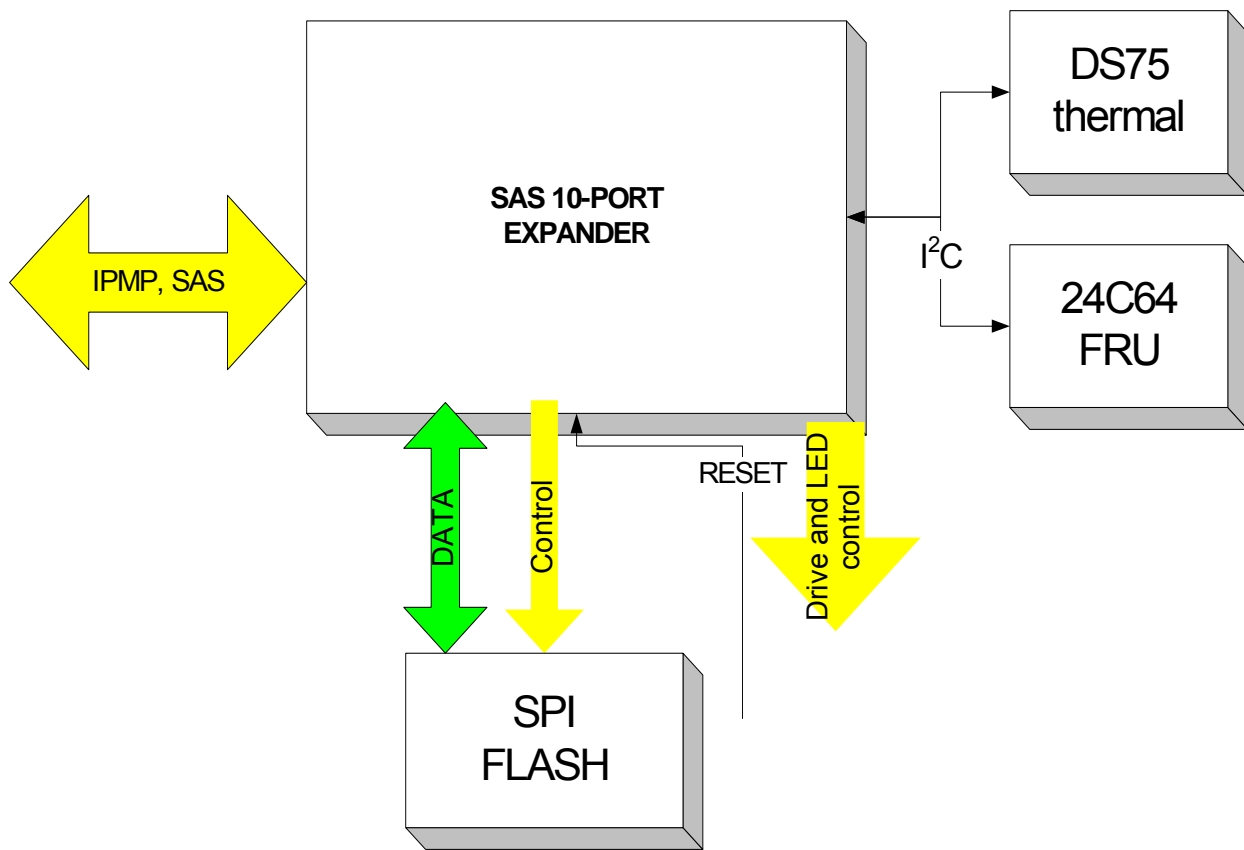 DS75
thermal
SAS 10-PORT
EXPANDER
I²C
IPMP, SAS
24C64
FRU
DATA
Control
RESET
Drive and LED
control
SPI
FLASH